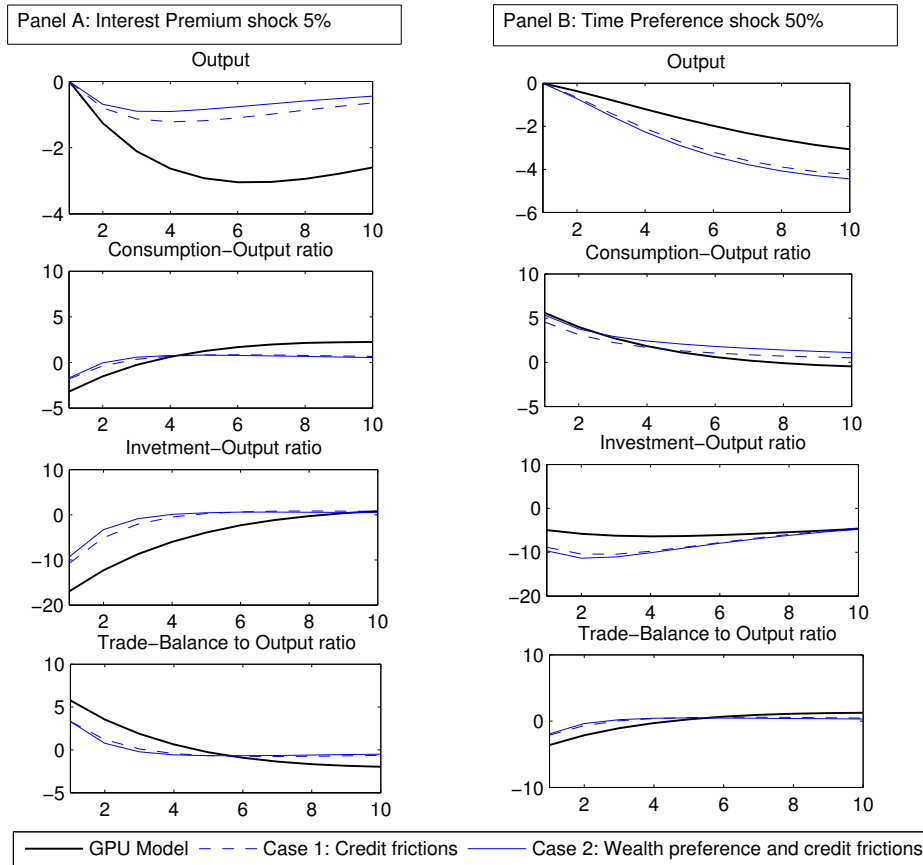 Panel A: Interest Premium shock 5%
Panel B: Time Preference shock 50%
Output
0
−2
−4
2 4 6 8 10
Consumption−Output ratio
10
5
0
−5
2 4 6 8 10
Invetment−Output ratio
10
0
−10
−20
2 4 6 8 10
Trade−Balance to Output ratio
10
5
0
−5
2 4 6 8 10
Output
0
−2
−4
−6
2 4 6 8 10
Consumption−Output ratio
10
5
0
−5
2 4 6 8 10
Investment−Output ratio
10
0
−10
−20
2 4 6 8 10
Trade−Balance to Output ratio
10
0
−10
2 4 6 8 10
GPU Model Case 1: Credit frictions Case 2: Wealth preference and credit frictions